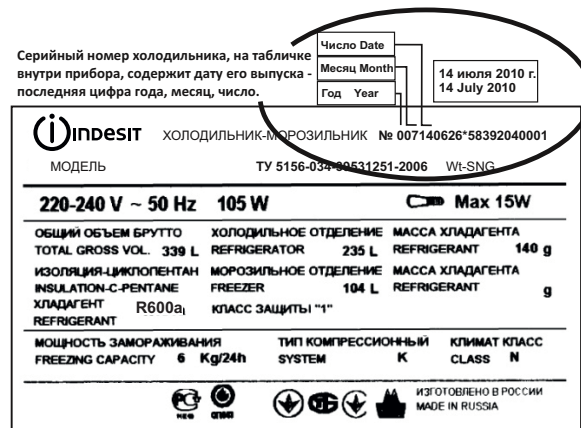 Серийный номер холодильника, на табличке
внутри прибора, содержит дату его выпуска -
последняя цифра года, месяц, число.
Число Date
Месяц Month
Год Year
14 июля 2010 г.
14 July 2010
indesit ХОЛОДИЛЬНИК-МОРОЗИЛЬНИК № 007140626*58392040001
МОДЕЛЬ ТУ 5156-034-39531251-2006 Wt-SNG
220-240 V ~ 50 Hz 105 W Max 15W
ОБЩИЙ ОБЪЕМ БРУТТО ХОЛОДИЛЬНОЕ ОТДЕЛЕНИЕ МАССА ХЛАДАГЕНТА
TOTAL GROSS VOL. 339 L REFRIGERATOR 235 L REFRIGERANT 140 g
ИЗОЛЯЦИЯ-ЦИКЛОПЕНТАН МОРОЗИЛЬНОЕ ОТДЕЛЕНИЕ МАССА ХЛАДАГЕНТА
INSULATION-C-PENTANE FREEZER 104 L REFRIGERANT g
ХЛАДАГЕНТ R600a КЛАСС ЗАЩИТЫ "1"
REFRIGERANT
МОЩНОСТЬ ЗАМОРАЖИВАНИЯ ТИП КОМПРЕССИОННЫЙ КЛИМАТ КЛАСС
FREEZING CAPACITY 6 Kg/24h SYSTEM K CLASS N
ИЗГОТОВЛЕНО В РОССИИ
MADE IN RUSSIA